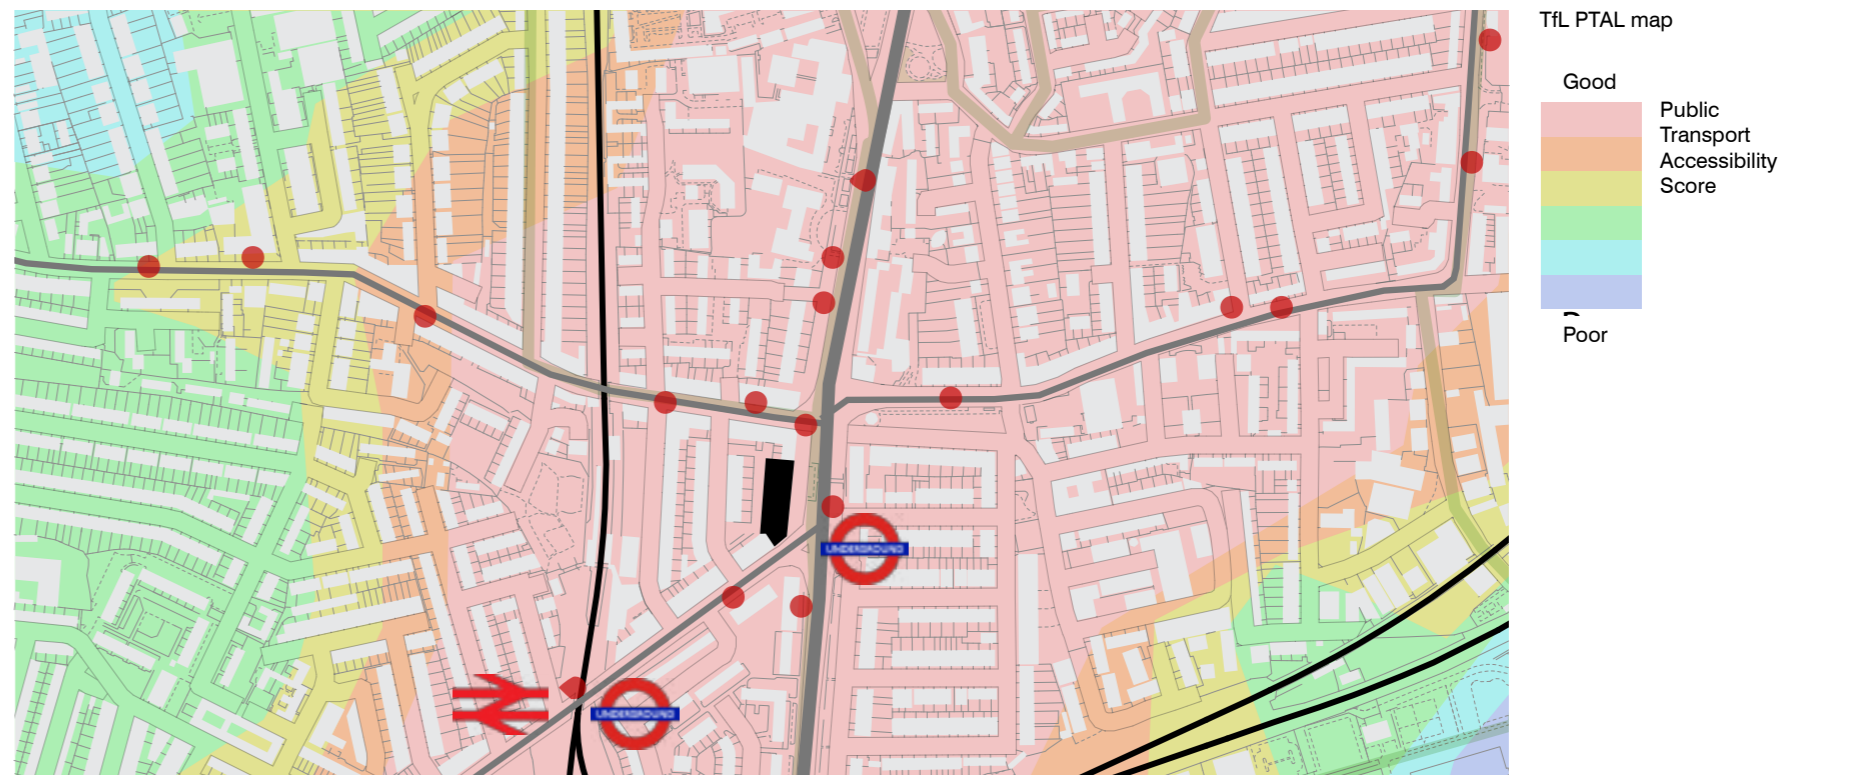 TfL PTAL map
Good
Public
Transport
Accessibility
Score
Poor
UNDERGROUND
UNDERGROUND